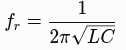 f_r = \frac{1}{2\pi\sqrt{LC}}